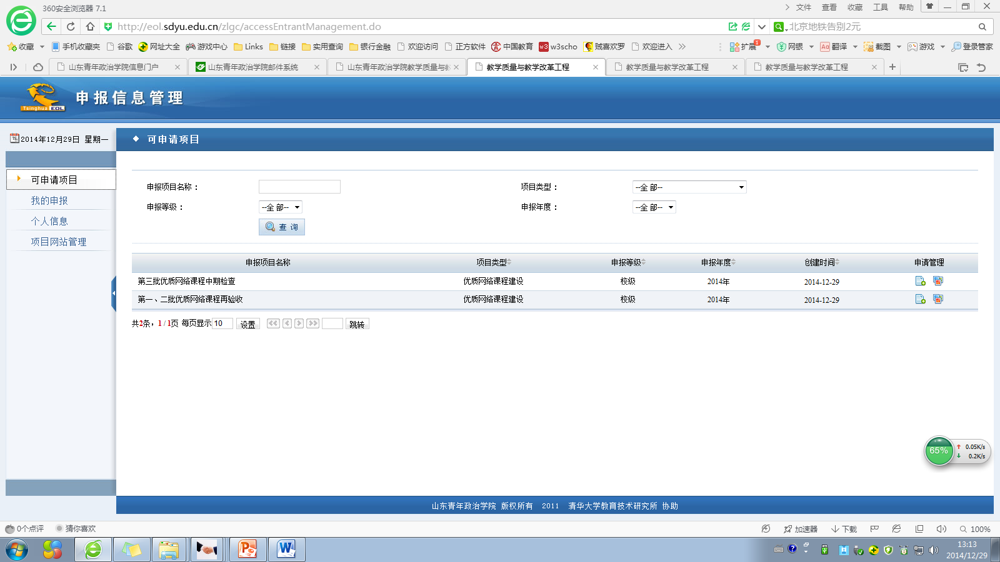 360安全浏览器 7.1
文件 查看 收藏 工具 帮助
http://eol.sdyu.edu.cn/zlgc/accessEntrantManagement.do
北京地铁告别2元
收藏 手机收藏夹 谷歌 网址大全 游戏中心 Links 链接 实用查询 银行金融 欢迎访问 正方软件 中国教育 w3 w3scho 贼喜欢罗 欢迎进入 扩展 1 网银 Aa 翻译 截图 游戏 登录管家
山东青年政治学院信息门户 山东青年政治学院邮件系统 山东青年政治学院教学质量与 教学质量与教学改革工程 教学质量与教学改革工程 教学质量与教学改革工程
Tsinghua EOL
申报信息管理
15 2014年12月29日 星期一
可申请项目
可申请项目
我的申报
个人信息
项目网站管理
申报项目名称： 项目类型： --全 部--
申报等级： --全 部-- 申报年度： --全 部--
查 询
申报项目名称 项目类型 申报等级 申报年度 创建时间 申请管理
第三批优质网络课程中期检查 优质网络课程建设 校级 2014年 2014-12-29
第一、二批优质网络课程再验收 优质网络课程建设 校级 2014年 2014-12-29
共2条，1 / 1页 每页显示 10 设置 跳转
65% 0.05K/s
0.2K/s
山东青年政治学院 版权所有 2011 清华大学教育技术研究所 协助
0个点评 猜你喜欢 加速器 下载 100%
13:13
2014/12/29